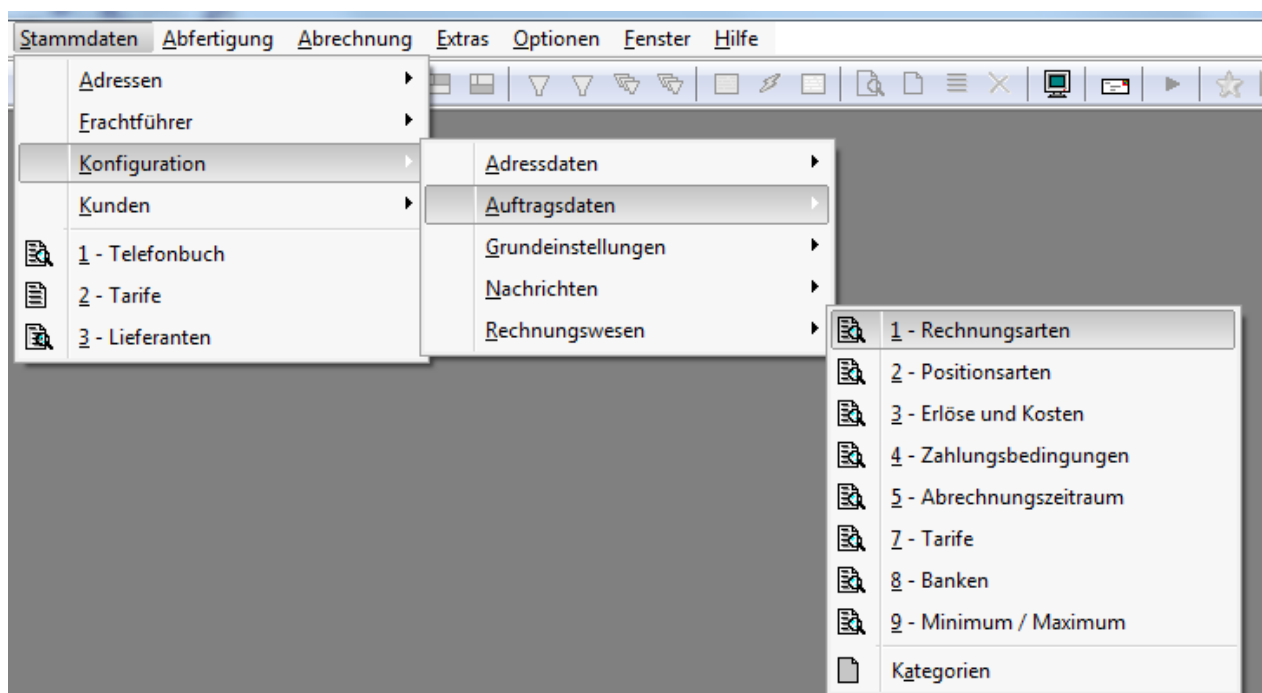 Stammdaten Abfertigung Abrechnung Extras Optionen Fenster Hilfe
Adressen
Frachtführer
Konfiguration
Kunden
1 - Telefonbuch
2 - Tarife
3 - Lieferanten
Adressdaten
Auftragsdaten
Grundeinstellungen
Nachrichten
Rechnungswesen
1 - Rechnungsarten
2 - Positionsarten
3 - Erlöse und Kosten
4 - Zahlungsbedingungen
5 - Abrechnungszeitraum
7 - Tarife
8 - Banken
9 - Minimum / Maximum
Kategorien